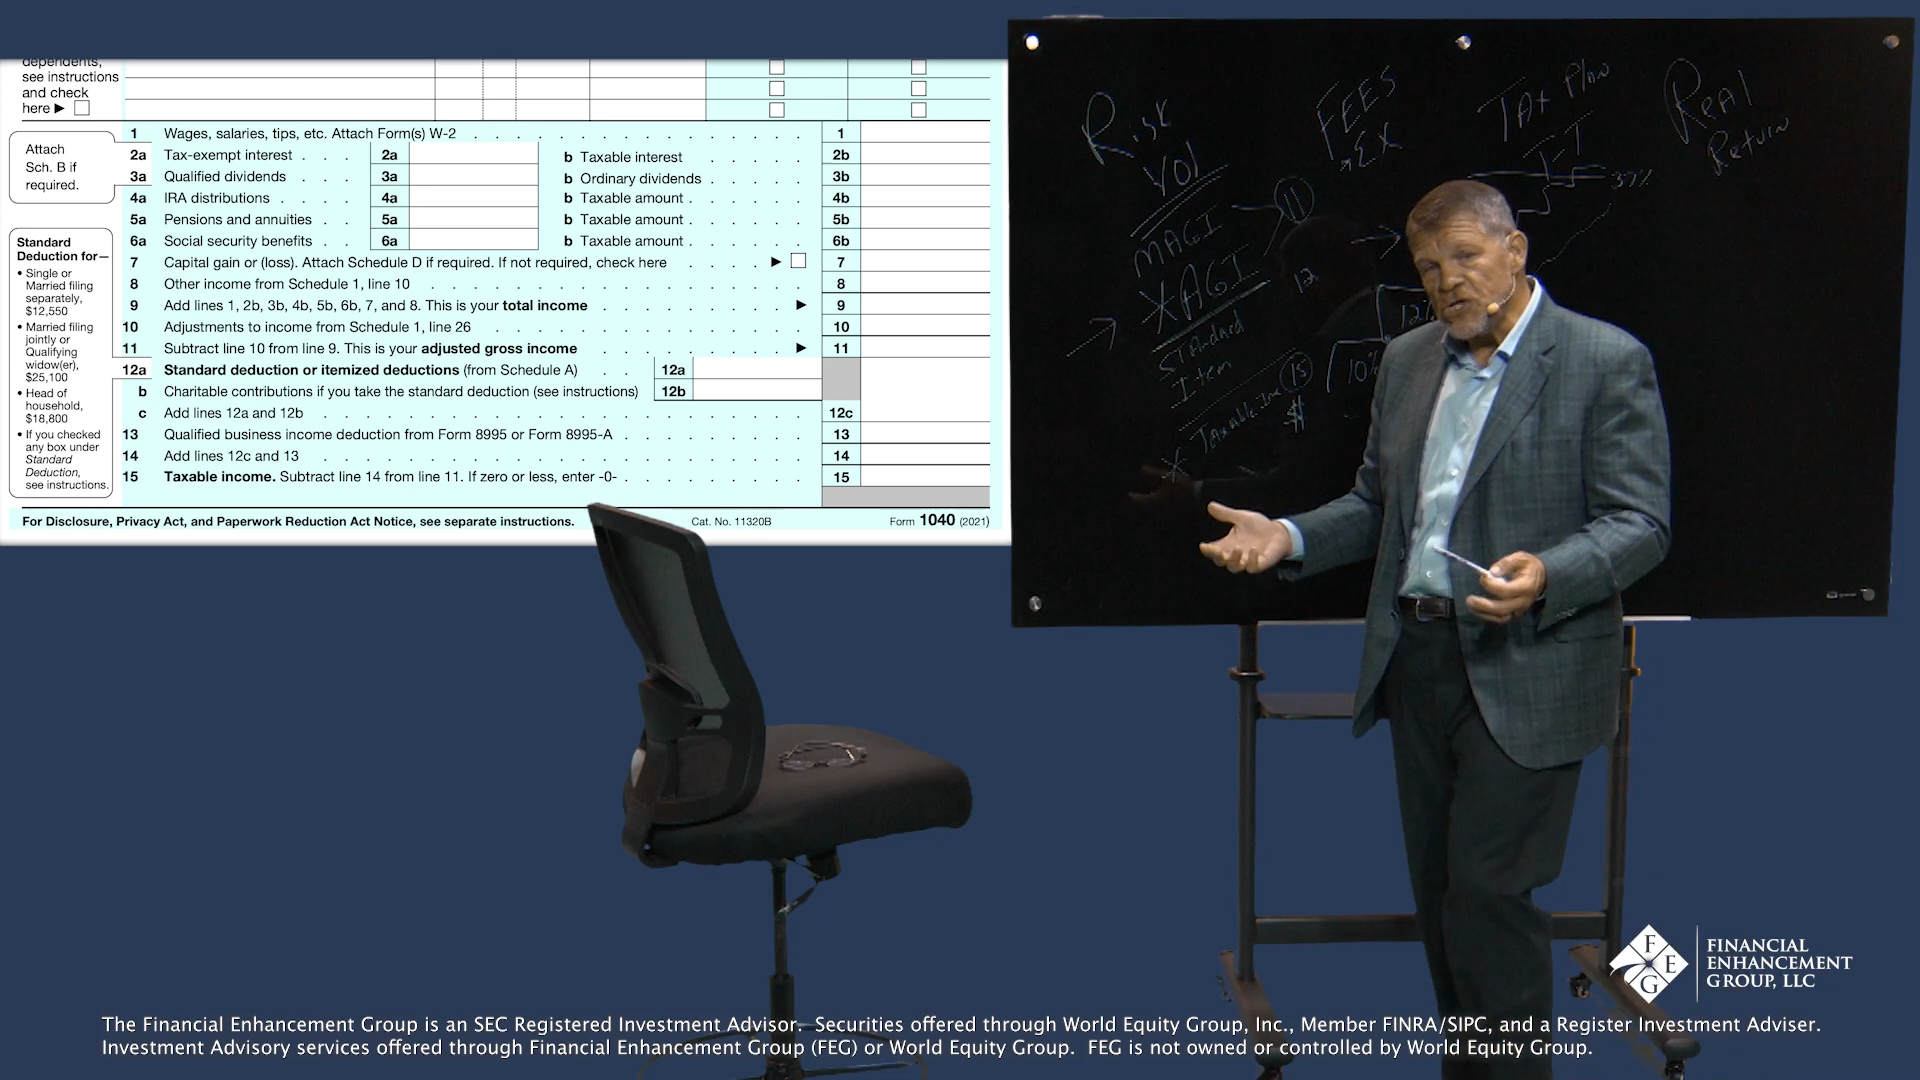 dependents,
see instructions
and check
here ▶
Attach
Sch. B if
required.
1 Wages, salaries, tips, etc. Attach Form(s) W-2 . . . . . . . . . . . . . . . . 1
2a Tax-exempt interest . . . 2a b Taxable interest . . . . . 2b
3a Qualified dividends . . . 3a b Ordinary dividends . . . . . 3b
4a IRA distributions . . . . 4a b Taxable amount . . . . . . 4b
5a Pensions and annuities . . 5a b Taxable amount . . . . . . 5b
6a Social security benefits . . 6a b Taxable amount . . . . . . 6b
7 Capital gain or (loss). Attach Schedule D if required. If not required, check here . . . . ▶ 7
8 Other income from Schedule 1, line 10 . . . . . . . . . . . . . . . . . . 8
9 Add lines 1, 2b, 3b, 4b, 5b, 6b, 7, and 8. This is your total income . . . . . . . . . ▶ 9
10 Adjustments to income from Schedule 1, line 26 . . . . . . . . . . . . . . . 10
11 Subtract line 10 from line 9. This is your adjusted gross income . . . . . . . . . ▶ 11
12a Standard deduction or itemized deductions (from Schedule A) . . 12a
b Charitable contributions if you take the standard deduction (see instructions) 12b
c Add lines 12a and 12b . . . . . . . . . . . . . . . . . . . . . . 12c
13 Qualified business income deduction from Form 8995 or Form 8995-A . . . . . . . . . 13
14 Add lines 12c and 13 . . . . . . . . . . . . . . . . . . . . . . 14
15 Taxable income. Subtract line 14 from line 11. If zero or less, enter -0- . . . . . . . . . 15
Standard
Deduction for—
• Single or
Married filing
separately,
$12,550
• Married filing
jointly or
Qualifying
widow(er),
$25,100
• Head of
household,
$18,800
• If you checked
any box under
Standard
Deduction,
see instructions.
For Disclosure, Privacy Act, and Paperwork Reduction Act Notice, see separate instructions. Cat. No. 11320B Form 1040 (2021)
Risk
Vol
MAGI
XAGI
Standard
Item
Taxable Inc 15
$
11
12
FEES
EX
TAX Plan
T-T
37%
12%
10%
Real
Return
F
E
G
FINANCIAL
ENHANCEMENT
GROUP, LLC
The Financial Enhancement Group is an SEC Registered Investment Advisor. Securities offered through World Equity Group, Inc., Member FINRA/SIPC, and a Register Investment Adviser.
Investment Advisory services offered through Financial Enhancement Group (FEG) or World Equity Group. FEG is not owned or controlled by World Equity Group.